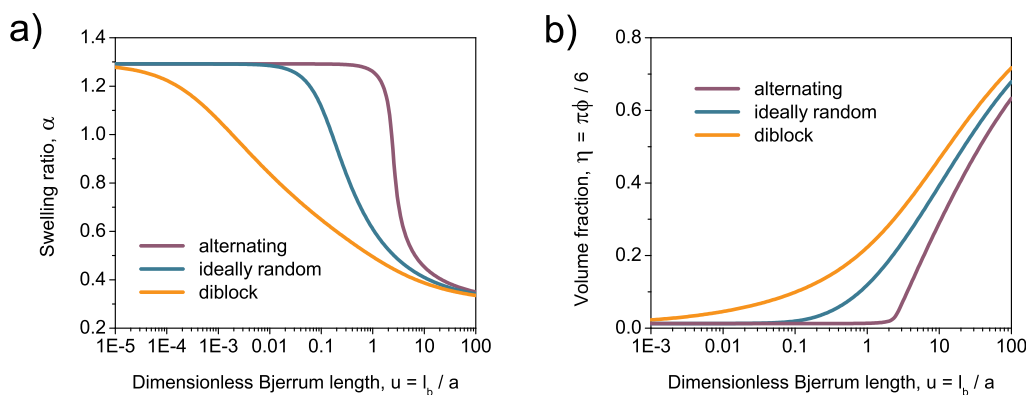 a)
1.4
1.2
1.0
0.8
0.6
0.4
0.2
Swelling ratio, α
alternating
ideally random
diblock
1E-5 1E-4 1E-3 0.01 0.1 1 10 100
Dimensionless Bjerrum length, u = l_b / a
b)
0.8
0.6
0.4
0.2
0.0
Volume fraction, η = πϕ / 6
alternating
ideally random
diblock
1E-3 0.01 0.1 1 10 100
Dimensionless Bjerrum length, u = l_b / a